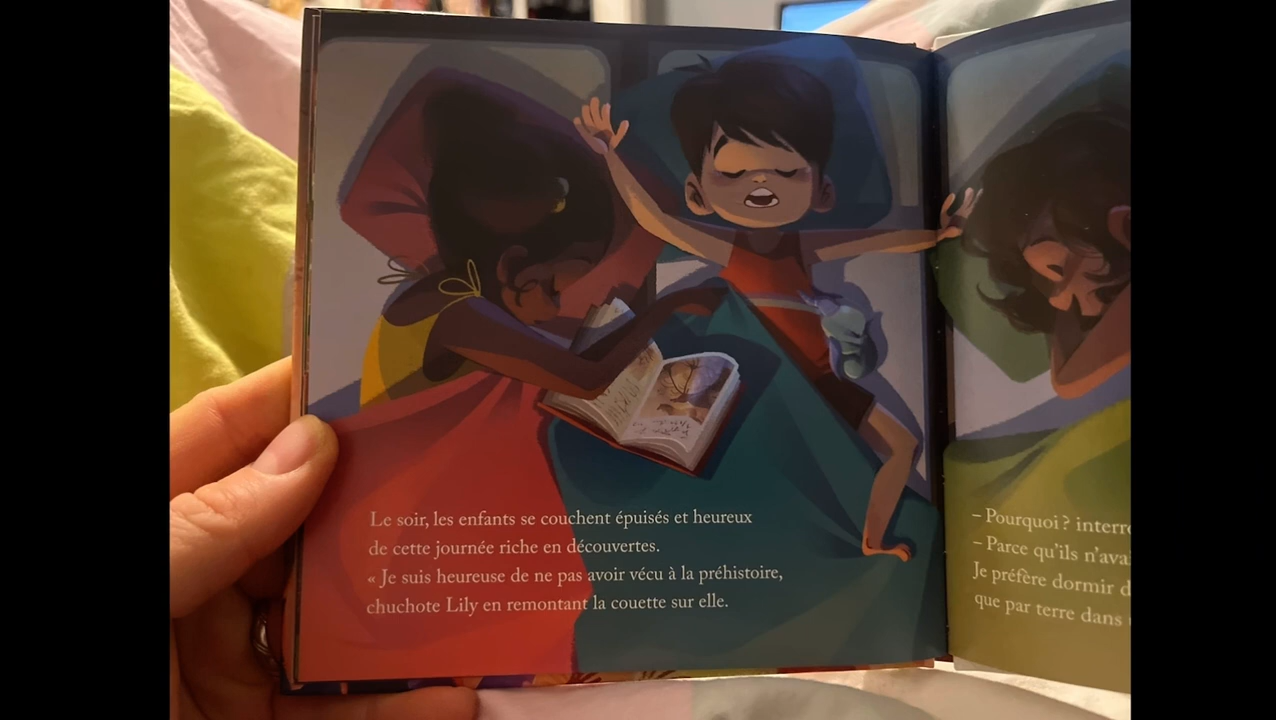 Le soir, les enfants se couchent épuisés et heureux
de cette journée riche en découvertes.
« Je suis heureuse de ne pas avoir vécu à la préhistoire,
chuchote Lily en remontant la couette sur elle.
– Pourquoi ?
– Parce qu'ils
Je préfère dormir
que par terre dans